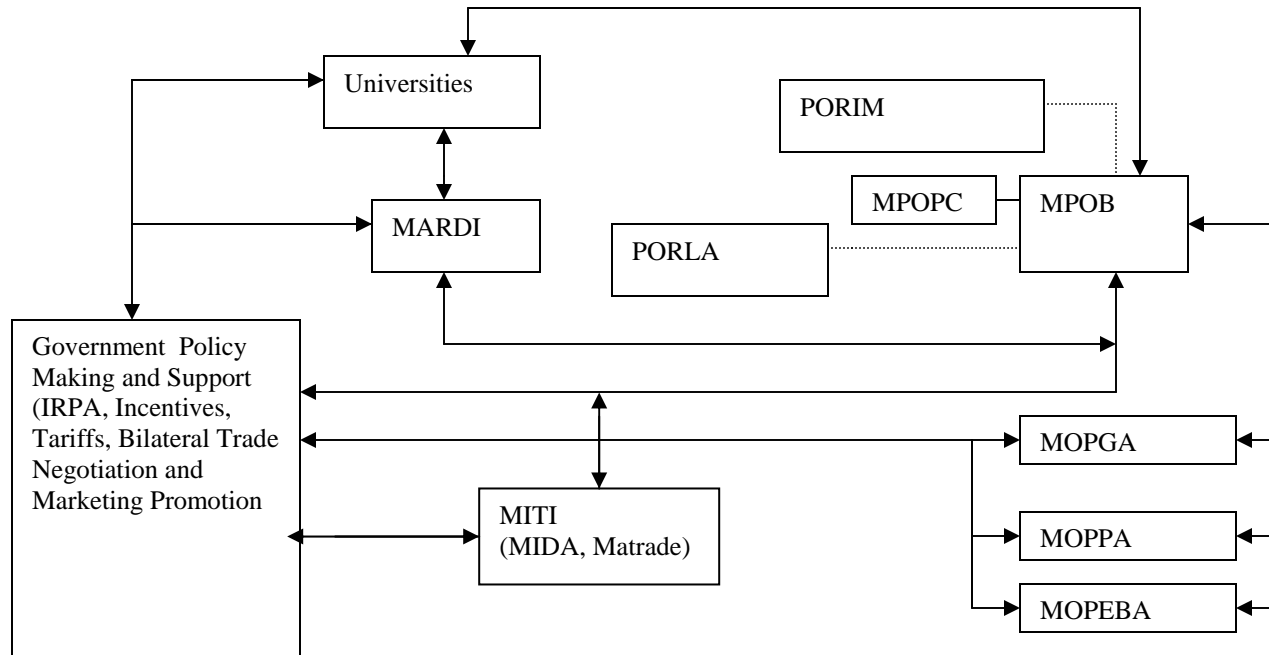 Universities
PORIM
MPOPC
MPOB
MARDI
PORLA
Government Policy
Making and Support
(IRPA, Incentives,
Tariffs, Bilateral Trade
Negotiation and
Marketing Promotion
MOPGA
MITI
(MIDA, Matrade)
MOPPA
MOPEBA